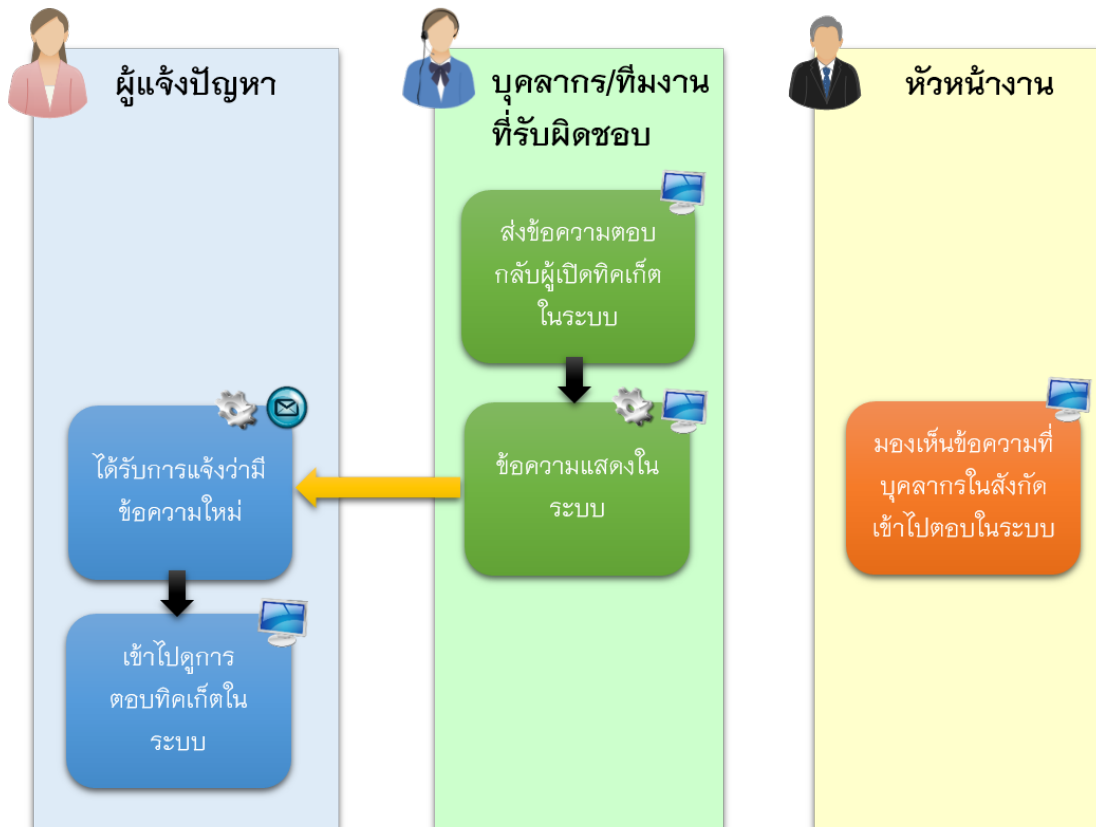 ผู้แจ้งปัญหา
บุคลากร/ทีมงาน
ที่รับผิดชอบ
หัวหน้างาน
ส่งข้อความตอบ
กลับผู้เปิดทิคเก็ต
ในระบบ
ได้รับการแจ้งว่ามี
ข้อความใหม่
ข้อความแสดงใน
ระบบ
มองเห็นข้อความที่
บุคลากรในสังกัด
เข้าไปตอบในระบบ
เข้าไปดูการ
ตอบทิคเก็ตใน
ระบบ